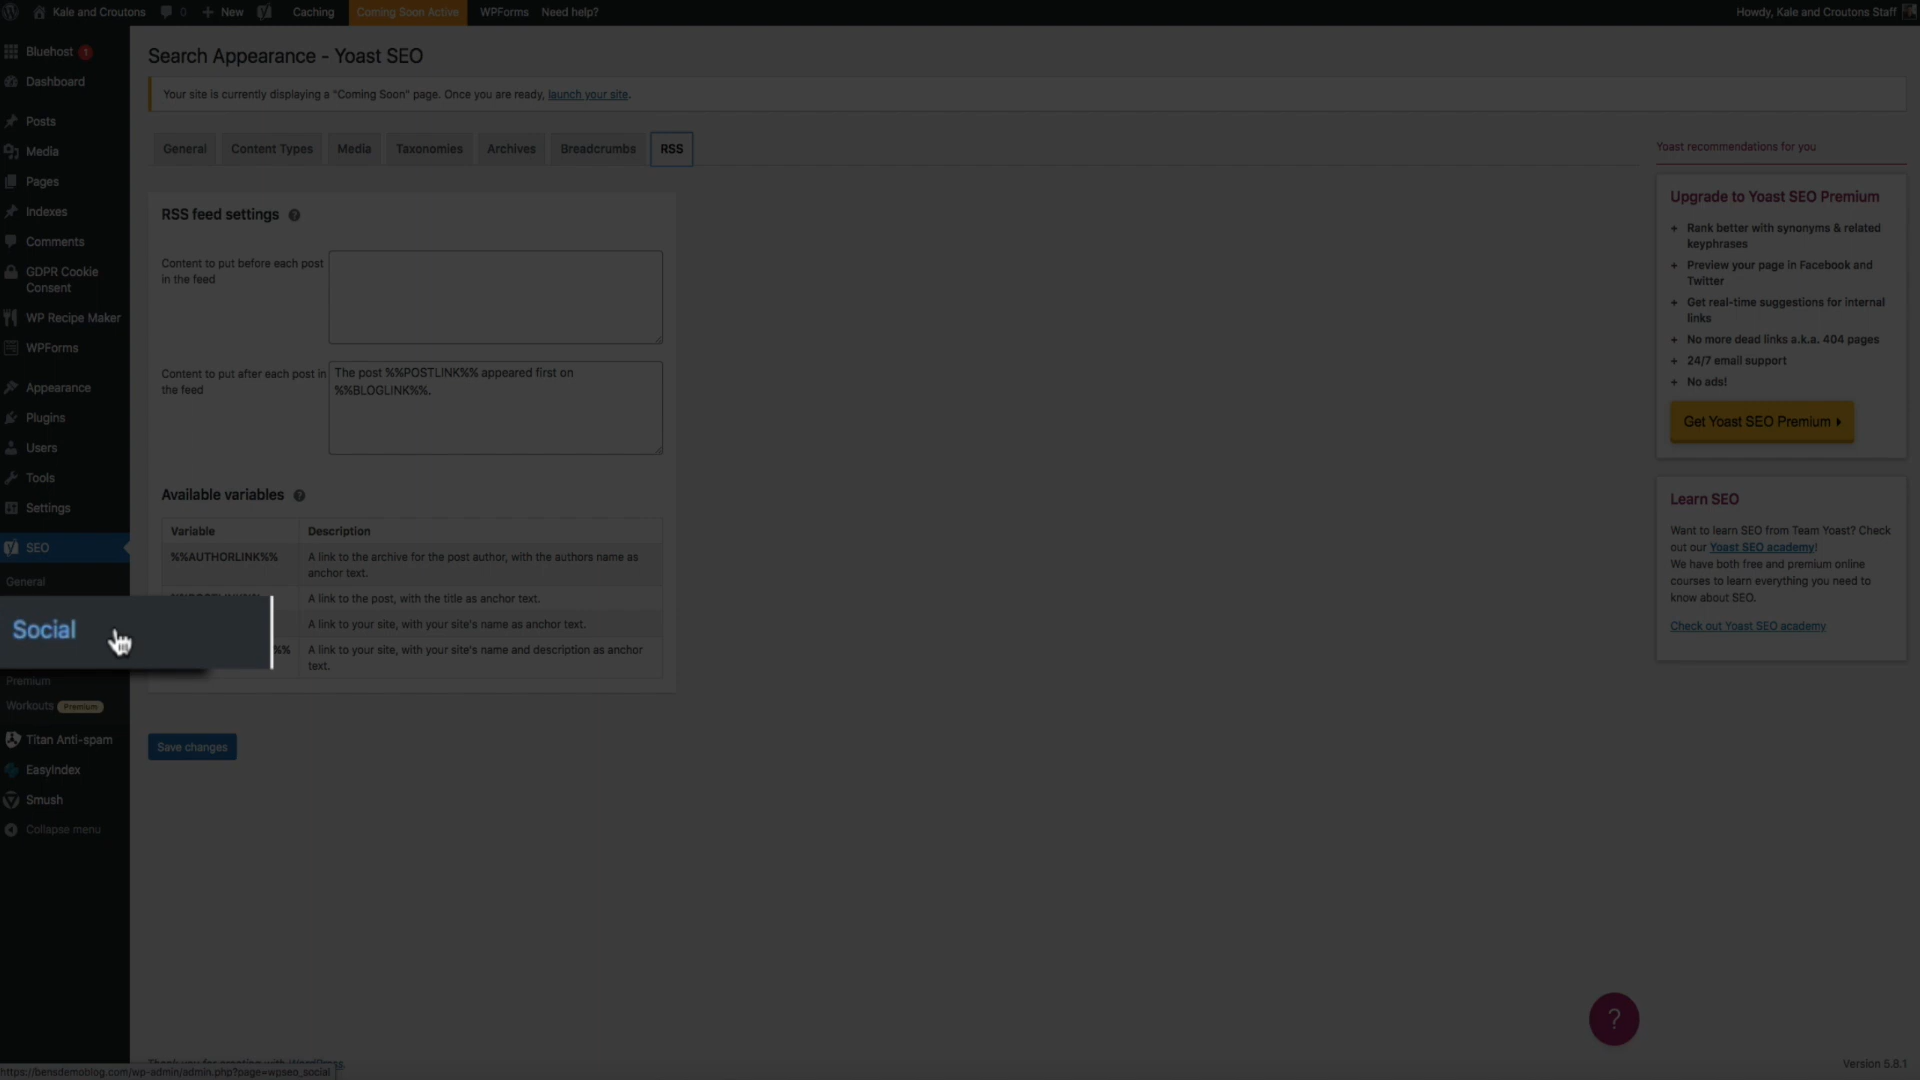 Kale and Croutons
0
New
Caching
Coming Soon Active
WPForms
Need help?
Howdy, Kale and Croutons Staff
Bluehost 1
Dashboard
Posts
Media
Pages
Indexes
Comments
GDPR Cookie
Consent
WP Recipe Maker
WPForms
Appearance
Plugins
Users
Tools
Settings
SEO
General
Social
Premium
Workouts Premium
Titan Anti-spam
EasyIndex
Smush
Collapse menu
Search Appearance - Yoast SEO
Your site is currently displaying a "Coming Soon" page. Once you are ready, launch your site.
General
Content Types
Media
Taxonomies
Archives
Breadcrumbs
RSS
RSS feed settings ?
Content to put before each post
in the feed
Content to put after each post in
the feed
The post %%POSTLINK%% appeared first on
%%BLOGLINK%%.
Available variables ?
Variable
Description
%%AUTHORLINK%%
A link to the archive for the post author, with the authors name as
anchor text.
A link to the post, with the title as anchor text.
A link to your site, with your site's name as anchor text.
%%
A link to your site, with your site's name and description as anchor
text.
Save changes
Yoast recommendations for you
Upgrade to Yoast SEO Premium
+ Rank better with synonyms & related
keyphrases
+ Preview your page in Facebook and
Twitter
+ Get real-time suggestions for internal
links
+ No more dead links a.k.a. 404 pages
+ 24/7 email support
+ No ads!
Get Yoast SEO Premium
Learn SEO
Want to learn SEO from Team Yoast? Check
out our Yoast SEO academy!
We have both free and premium online
courses to learn everything you need to
know about SEO.
Check out Yoast SEO academy
?
https://bensdemoblog.com/wp-admin/admin.php?page=wpseo_social
Version 5.8.1